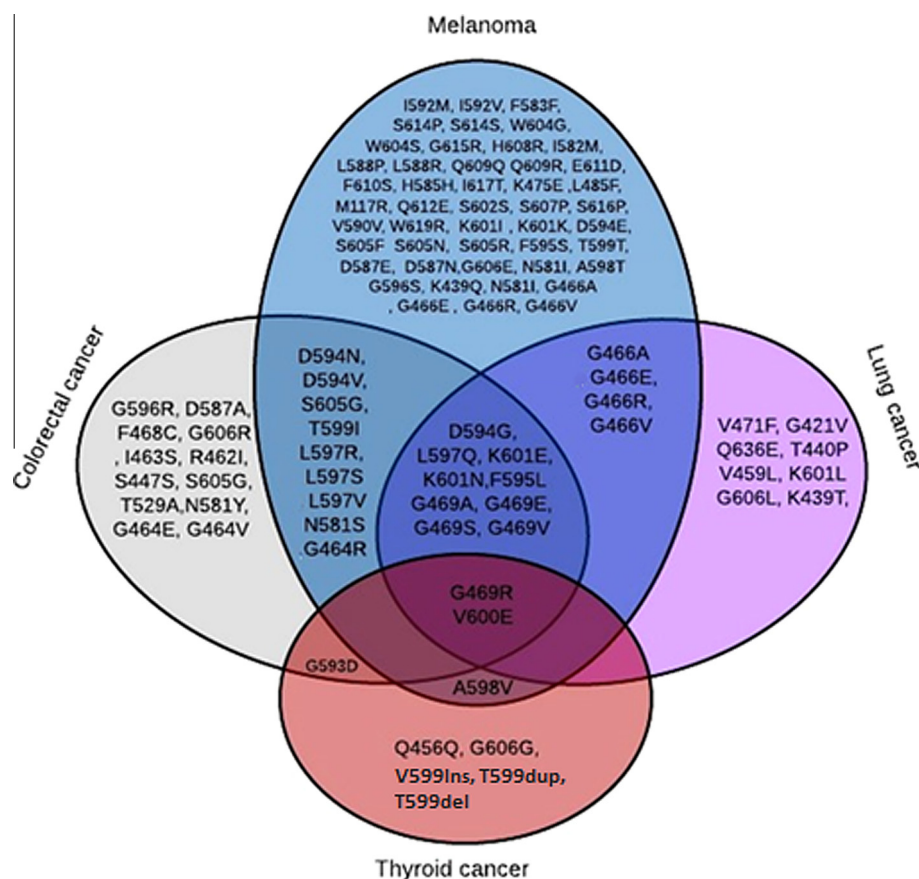 Melanoma
I592M, I592V, F583F,
S614P, S614S, W604G,
W604S, G615R, H608R, I582M,
L588P, L588R, Q609Q Q609R, E611D,
F610S, H585H, I617T, K475E ,L485F,
M117R, Q612E, S602S, S607P, S616P,
V590V, W619R, K601I , K601K, D594E,
S605F S605N, S605R, F595S, T599T,
D587E, D587N,G606E, N581I, A598T
G596S, K439Q, N581I, G466A
, G466E , G466R, G466V
Colorectal cancer
G596R, D587A,
F468C, G606R
, I463S, R462I,
S447S, S605G,
T529A,N581Y,
G464E, G464V
D594N,
D594V,
S605G,
T599I
L597R,
L597S
L597V
N581S
.G464R
D594G,
L597Q, K601E,
K601N,F595L
G469A, G469E,
G469S, G469V
G466A
G466E,
G466R,
G466V
Lung cancer
V471F, G421V
Q636E, T440P
V459L, K601L
G606L, K439T,
G469R
V600E
G593D
A598V
Q456Q, G606G,
V599Ins, T599dup,
T599del
Thyroid cancer